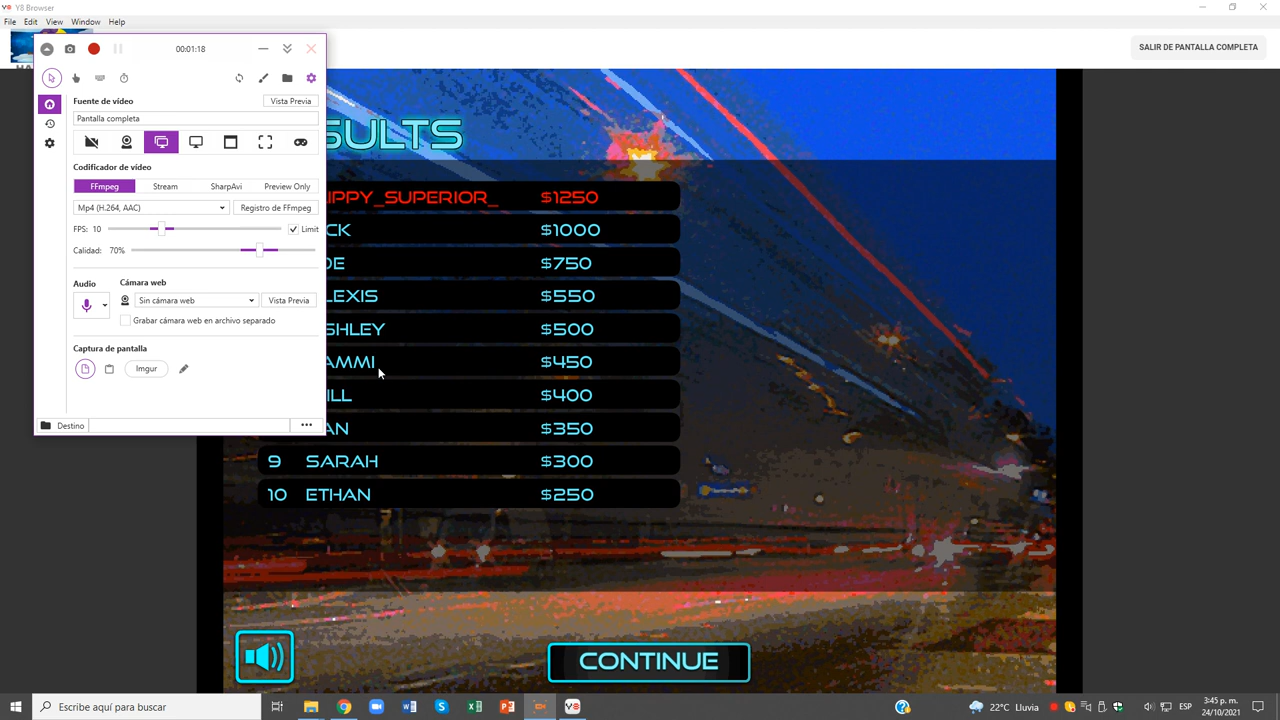 Y8 Browser
File Edit View Window Help
SALIR DE PANTALLA COMPLETA
00:01:18
Fuente de vídeo
Vista Previa
Pantalla completa
Codificador de vídeo
FFmpeg Stream SharpAvi Preview Only
Mp4 (H.264, AAC)
Registro de FFmpeg
FPS: 10
Limit
Calidad: 70%
Audio
Cámara web
Sin cámara web
Vista Previa
Grabar cámara web en archivo separado
Captura de pantalla
Imgur
Destino
SULTS
IPPY_SUPERIOR_ $1250
CK $1000
DE $750
LEXIS $550
SHLEY $500
AMMI $450
ILL $400
AN $350
9 SARAH $300
10 ETHAN $250
CONTINUE
Escribe aquí para buscar
22°C Lluvia
ESP
3:45 p. m.
24/10/2021